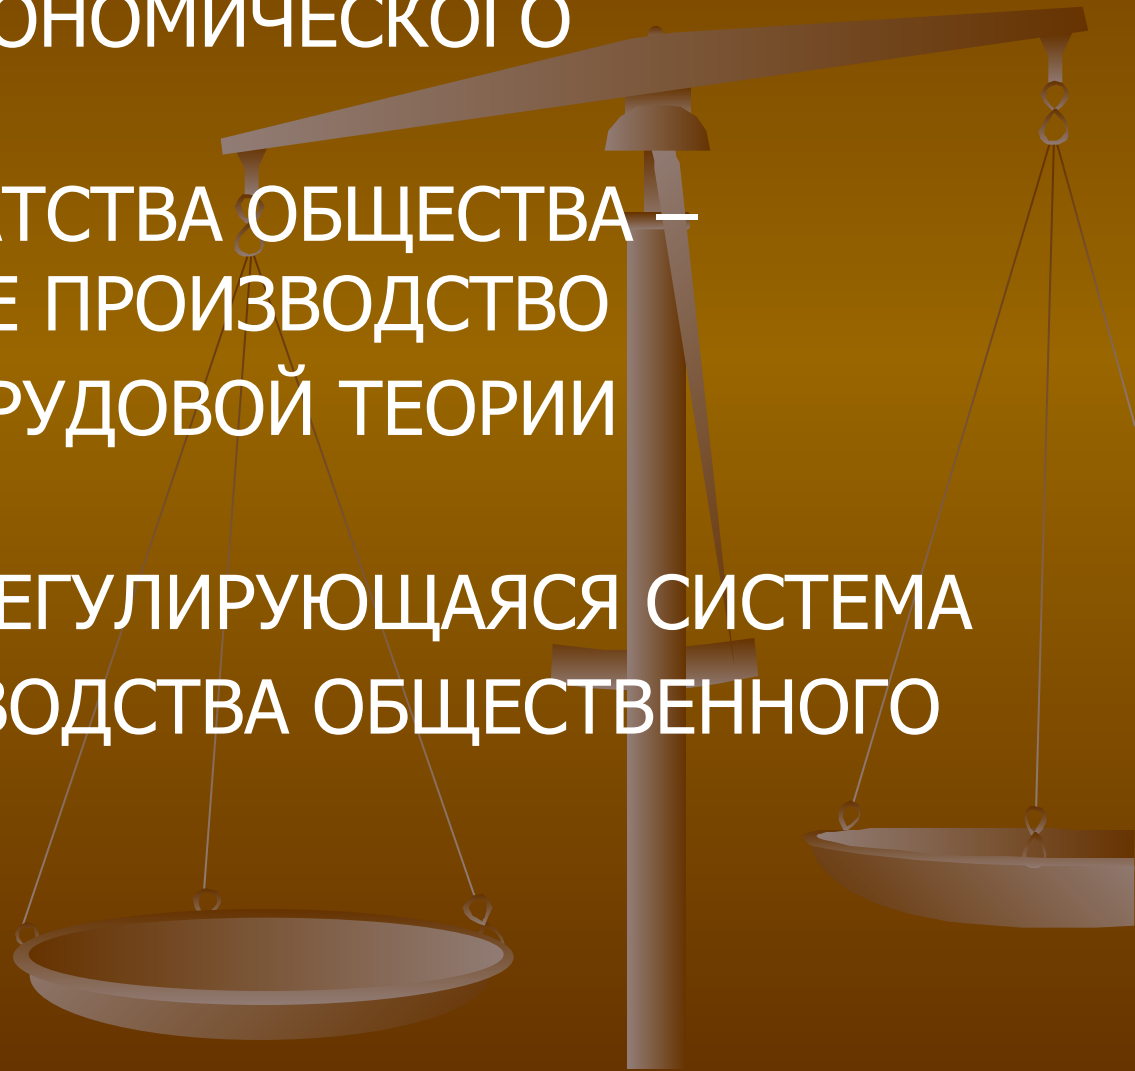 ОНОМИЧЕСКОГО
АТСТВА ОБЩЕСТВА –
Е ПРОИЗВОДСТВО
РУДОВОЙ ТЕОРИИ
ЕГУЛИРУЮЩАЯСЯ СИСТЕМА
ВОДСТВА ОБЩЕСТВЕННОГО